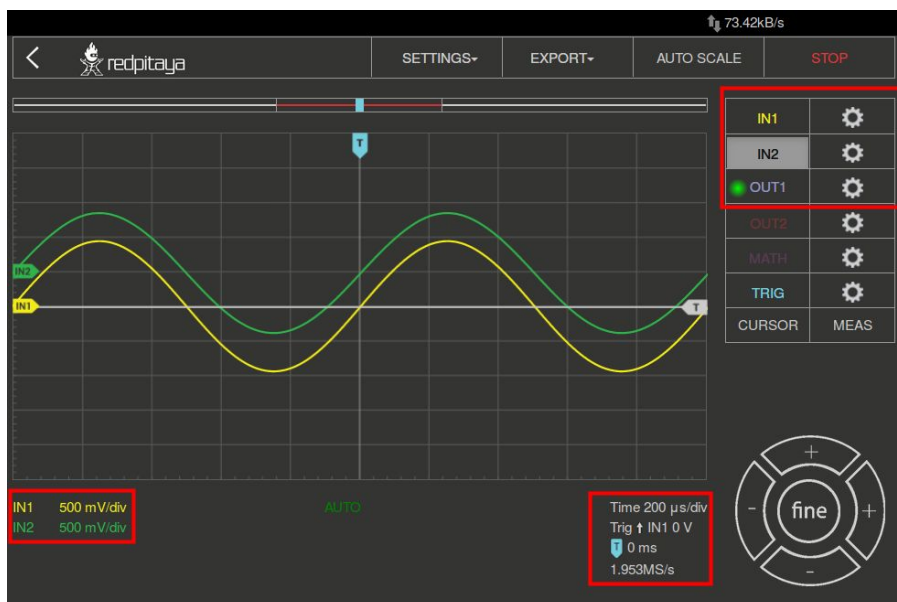 73.42kB/s
redpitaya SETTINGS EXPORT AUTO SCALE STOP
T
IN1
IN2
OUT1
OUT2
MATH
TRIG
CURSOR MEAS
IN2
IN1
T
IN1 500 mV/div
IN2 500 mV/div
AUTO
Time 200 µs/div
Trig ↑ IN1 0 V
T 0 ms
1.953MS/s
+
- fine +
-